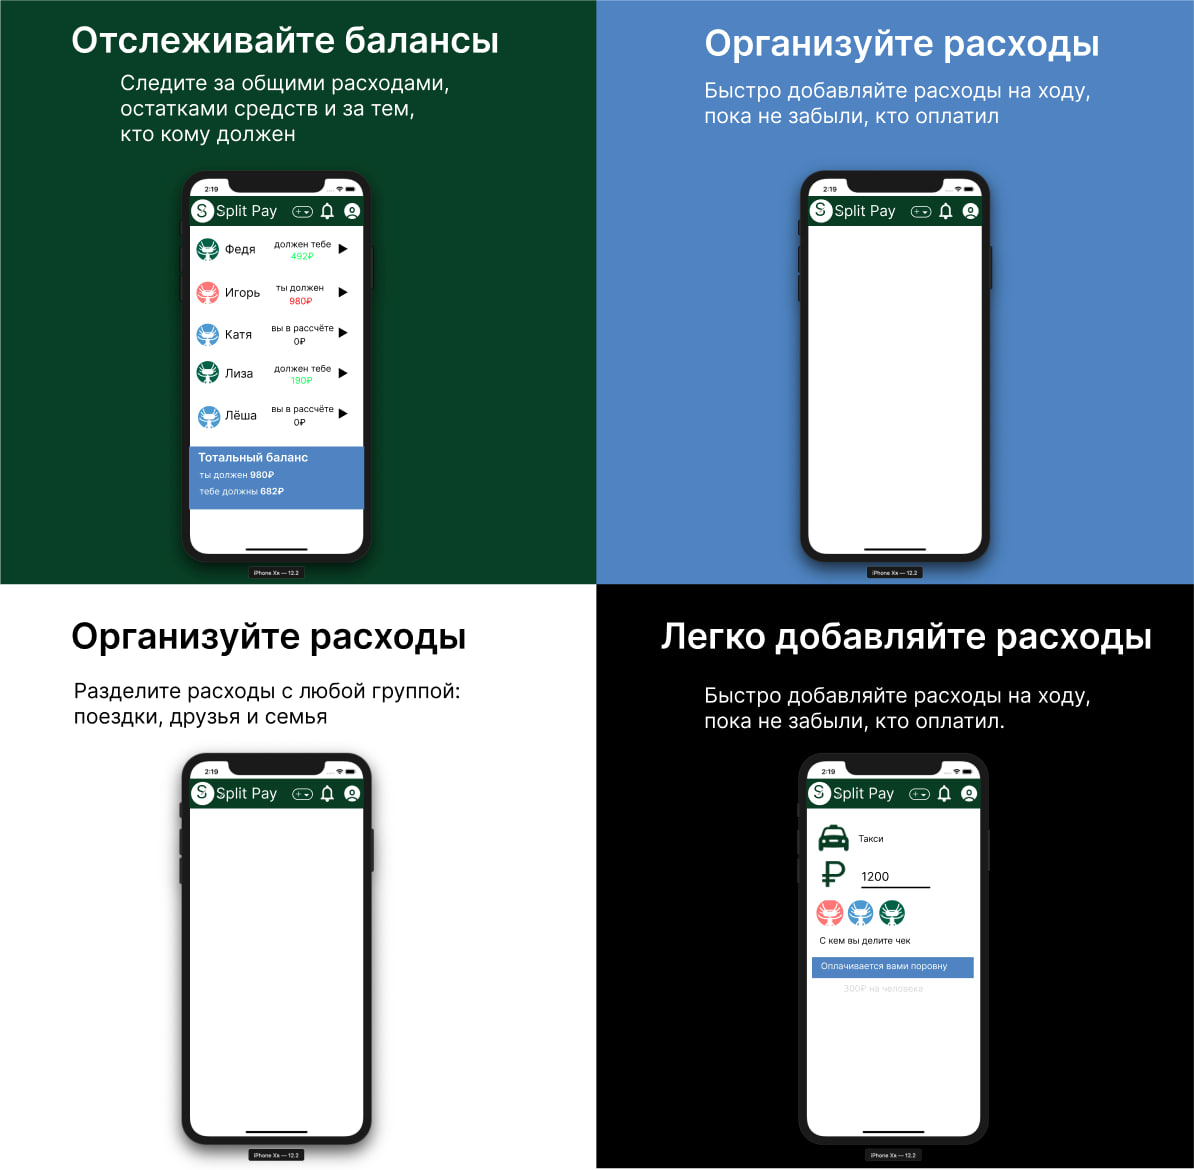 Отслеживайте балансы
Следите за общими расходами,
остатками средств и за тем,
кто кому должен
2:19
S Split Pay
Федя
должен тебе
492₽
Игорь
ты должен
980₽
Катя
вы в рассчёте
0₽
Лиза
должен тебе
190₽
Лёша
вы в рассчёте
0₽
Тотальный баланс
ты должен 980₽
тебе должны 682₽
iPhone Xs — 12.2
Организуйте расходы
Быстро добавляйте расходы на ходу,
пока не забыли, кто оплатил
2:19
S Split Pay
iPhone Xs — 12.2
Организуйте расходы
Разделите расходы с любой группой:
поездки, друзья и семья
2:19
S Split Pay
iPhone Xs — 12.2
Легко добавляйте расходы
Быстро добавляйте расходы на ходу,
пока не забыли, кто оплатил.
2:19
S Split Pay
Такси
₽ 1200
С кем вы делите чек
Оплачивается вами поровну
300₽ на человека
iPhone Xs — 12.2